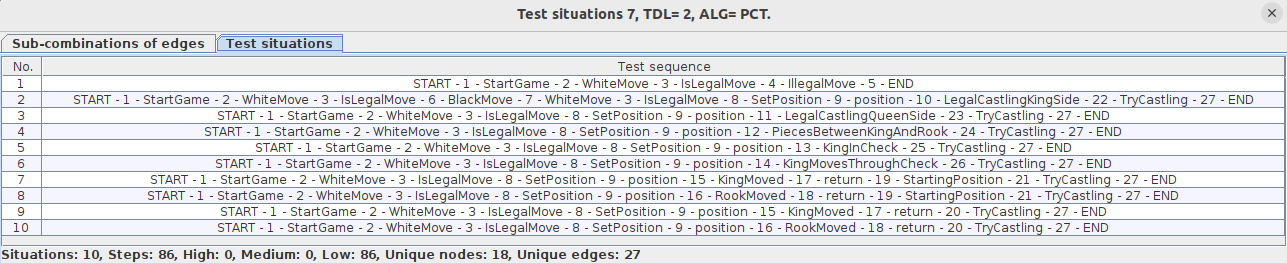 Test situations 7, TDL= 2, ALG= PCT.
Sub-combinations of edges Test situations
No. Test sequence
1 START - 1 - StartGame - 2 - WhiteMove - 3 - IsLegalMove - 4 - IllegalMove - 5 - END
2 START - 1 - StartGame - 2 - WhiteMove - 3 - IsLegalMove - 6 - BlackMove - 7 - WhiteMove - 3 - IsLegalMove - 8 - SetPosition - 9 - position - 10 - LegalCastlingKingSide - 22 - TryCastling - 27 - END
3 START - 1 - StartGame - 2 - WhiteMove - 3 - IsLegalMove - 8 - SetPosition - 9 - position - 11 - LegalCastlingQueenSide - 23 - TryCastling - 27 - END
4 START - 1 - StartGame - 2 - WhiteMove - 3 - IsLegalMove - 8 - SetPosition - 9 - position - 12 - PiecesBetweenKingAndRook - 24 - TryCastling - 27 - END
5 START - 1 - StartGame - 2 - WhiteMove - 3 - IsLegalMove - 8 - SetPosition - 9 - position - 13 - KingInCheck - 25 - TryCastling - 27 - END
6 START - 1 - StartGame - 2 - WhiteMove - 3 - IsLegalMove - 8 - SetPosition - 9 - position - 14 - KingMovesThroughCheck - 26 - TryCastling - 27 - END
7 START - 1 - StartGame - 2 - WhiteMove - 3 - IsLegalMove - 8 - SetPosition - 9 - position - 15 - KingMoved - 17 - return - 19 - StartingPosition - 21 - TryCastling - 27 - END
8 START - 1 - StartGame - 2 - WhiteMove - 3 - IsLegalMove - 8 - SetPosition - 9 - position - 16 - RookMoved - 18 - return - 19 - StartingPosition - 21 - TryCastling - 27 - END
9 START - 1 - StartGame - 2 - WhiteMove - 3 - IsLegalMove - 8 - SetPosition - 9 - position - 15 - KingMoved - 17 - return - 20 - TryCastling - 27 - END
10 START - 1 - StartGame - 2 - WhiteMove - 3 - IsLegalMove - 8 - SetPosition - 9 - position - 16 - RookMoved - 18 - return - 20 - TryCastling - 27 - END
Situations: 10, Steps: 86, High: 0, Medium: 0, Low: 86, Unique nodes: 18, Unique edges: 27